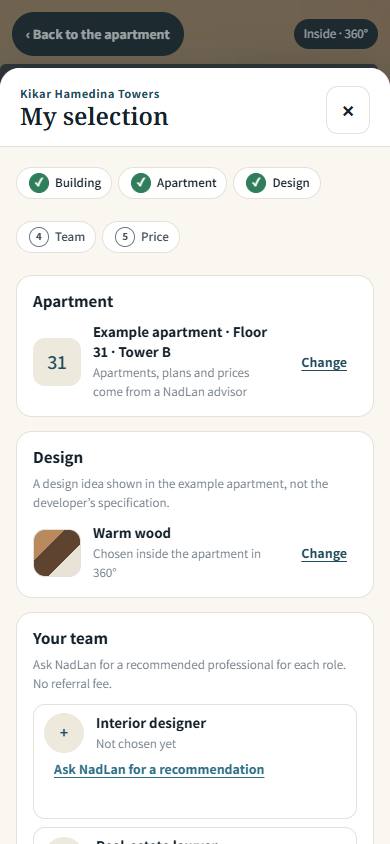 ‹ Back to the apartment
Inside · 360°
Kikar Hamedina Towers
My selection
×
✓ Building
✓ Apartment
✓ Design
4 Team
5 Price
Apartment
31
Example apartment · Floor
31 · Tower B
Apartments, plans and prices
come from a NadLan advisor
Change
Design
A design idea shown in the example apartment, not the
developer's specification.
Warm wood
Chosen inside the apartment in
360°
Change
Your team
Ask NadLan for a recommended professional for each role.
No referral fee.
+
Interior designer
Not chosen yet
Ask NadLan for a recommendation
Real-estate lawyer